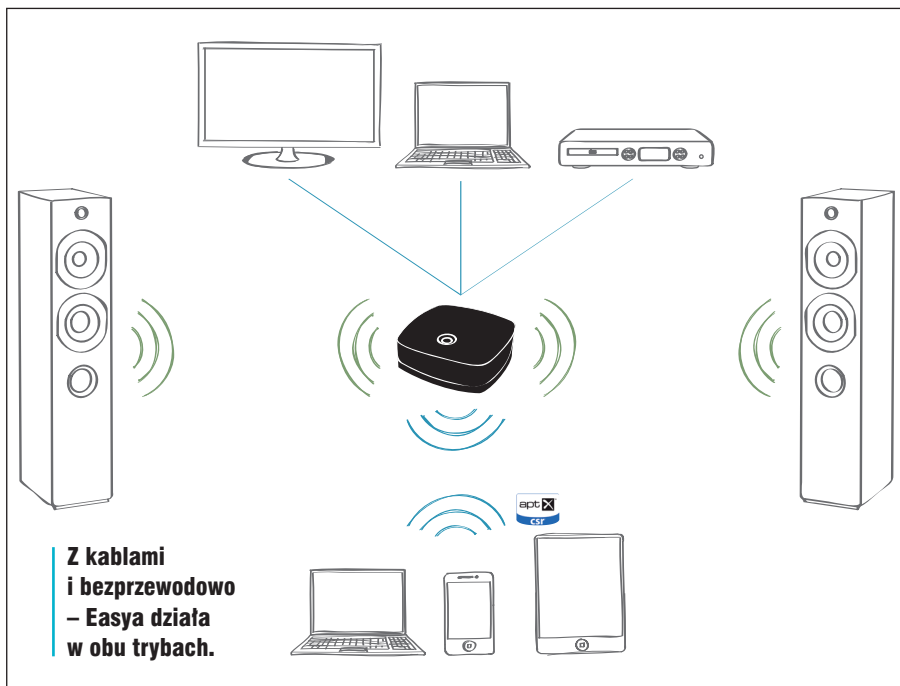 aptX
csr
Z kablami
i bezprzewodowo
– Easya działa
w obu trybach.